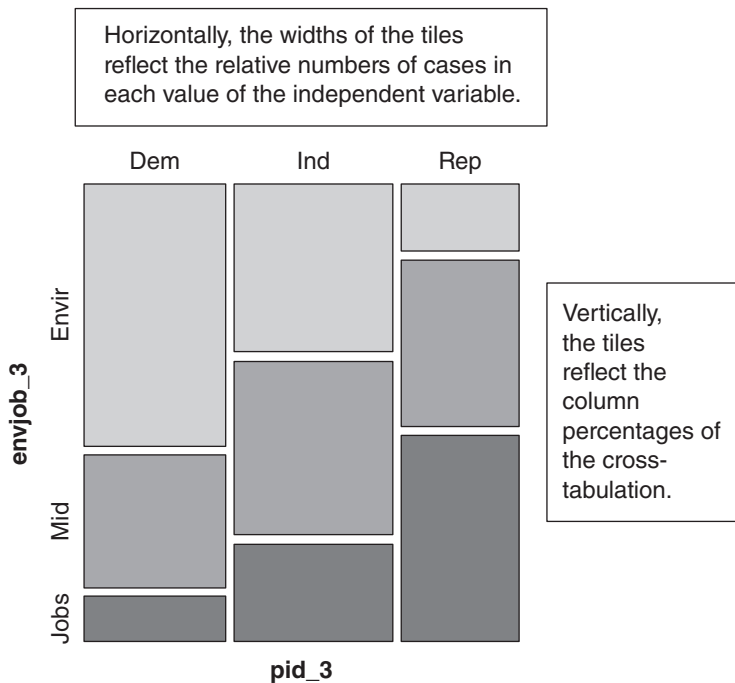 Horizontally, the widths of the tiles
reflect the relative numbers of cases in
each value of the independent variable.
Dem Ind Rep
Envir
Mid
Jobs
envjob_3
Vertically,
the tiles
reflect the
column
percentages of
the cross-
tabulation.
pid_3